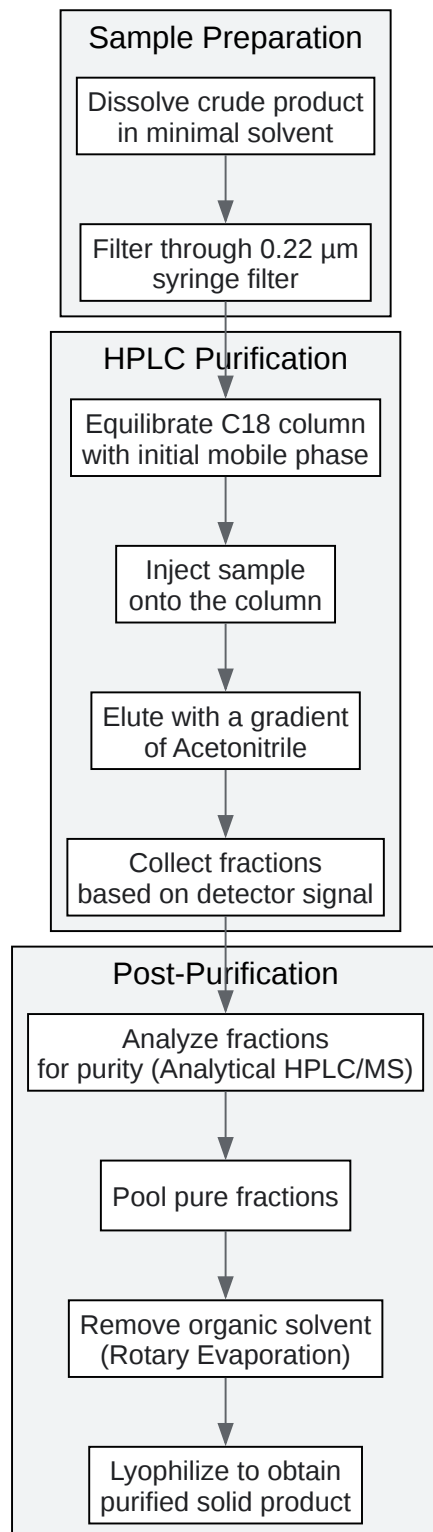 Sample Preparation
Dissolve crude product
in minimal solvent
Filter through 0.22 µm
syringe filter
HPLC Purification
Equilibrate C18 column
with initial mobile phase
Inject sample
onto the column
Elute with a gradient
of Acetonitrile
Collect fractions
based on detector signal
Post-Purification
Analyze fractions
for purity (Analytical HPLC/MS)
Pool pure fractions
Remove organic solvent
(Rotary Evaporation)
Lyophilize to obtain
purified solid product